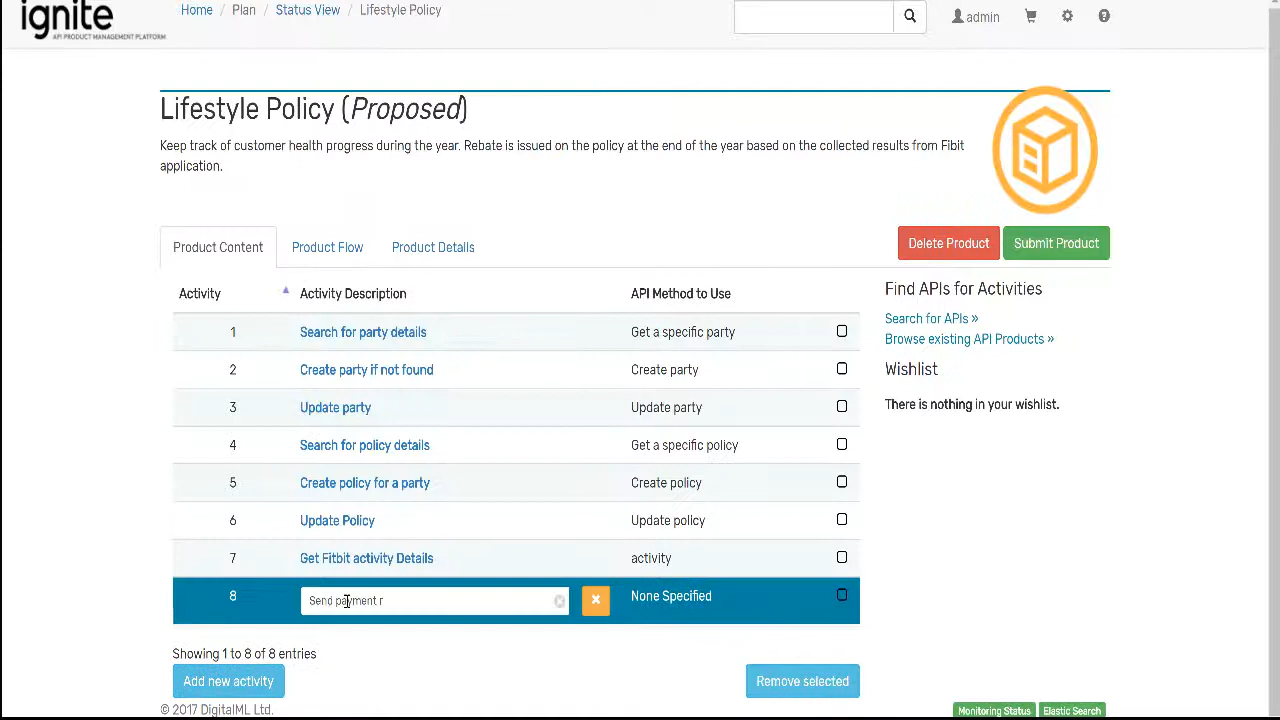 ignite
API PRODUCT MANAGEMENT PLATFORM
Home / Plan / Status View / Lifestyle Policy
admin
Lifestyle Policy (Proposed)
Keep track of customer health progress during the year. Rebate is issued on the policy at the end of the year based on the collected results from Fibit
application.
Product Content Product Flow Product Details
Delete Product Submit Product
Activity Activity Description API Method to Use
1 Search for party details Get a specific party
2 Create party if not found Create party
3 Update party Update party
4 Search for policy details Get a specific policy
5 Create policy for a party Create policy
6 Update Policy Update policy
7 Get Fitbit activity Details activity
8 Send payment r None Specified
Showing 1 to 8 of 8 entries
Add new activity Remove selected
Find APIs for Activities
Search for APIs »
Browse existing API Products »
Wishlist
There is nothing in your wishlist.
© 2017 DigitalML Ltd.
Monitoring Status Elastic Search